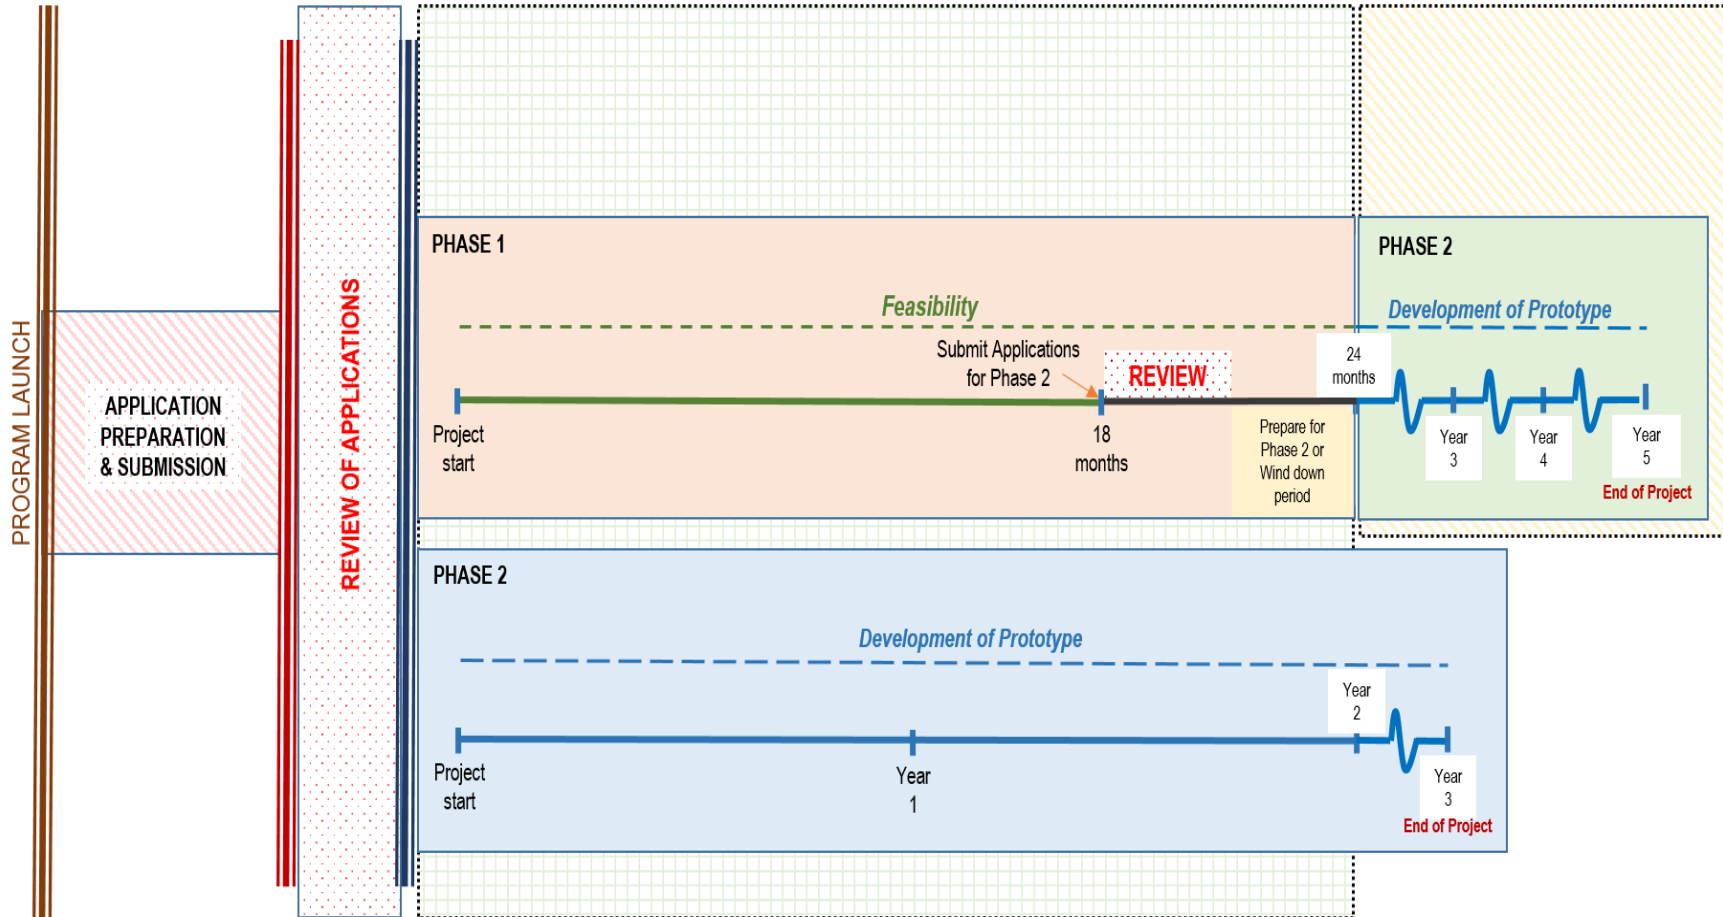 PROGRAM LAUNCH
APPLICATION
PREPARATION
& SUBMISSION
REVIEW OF APPLICATIONS
PHASE 1
Feasibility
Submit Applications
for Phase 2
REVIEW
24
months
Project
start
18
months
Prepare for
Phase 2 or
Wind down
period
PHASE 2
Development of Prototype
Year
3
Year
4
Year
5
End of Project
PHASE 2
Development of Prototype
Project
start
Year
1
Year
2
Year
3
End of Project